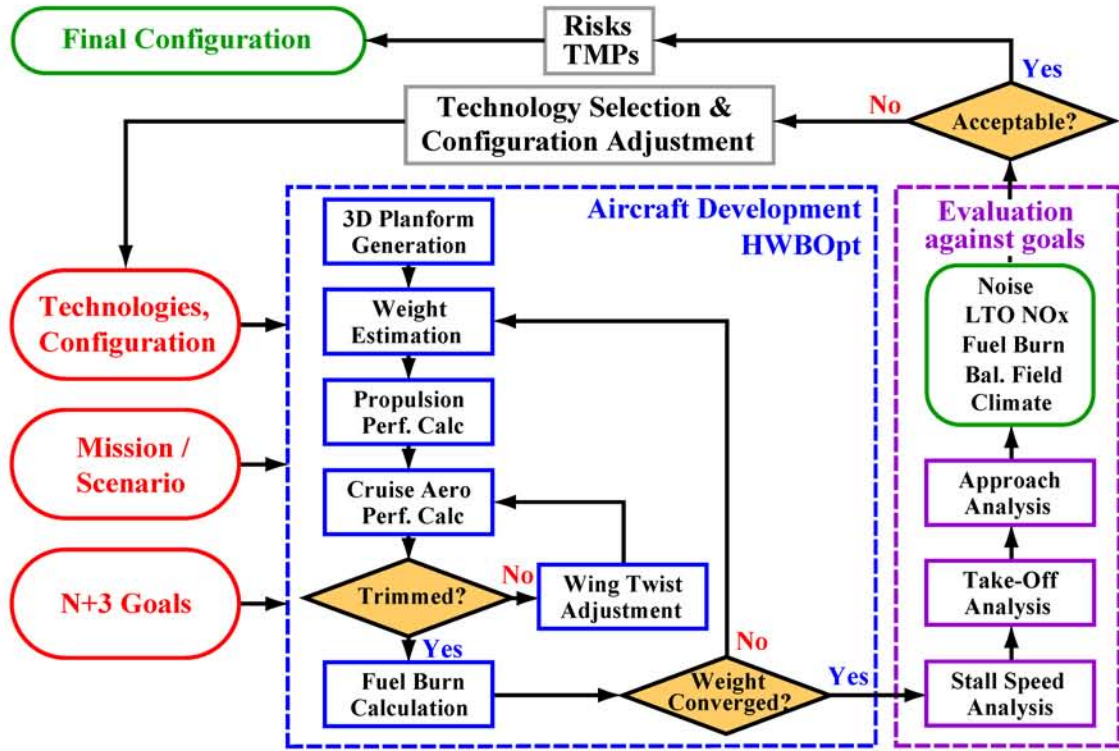 Final Configuration
Risks
TMPs
Yes
No
Acceptable?
Technology Selection &
Configuration Adjustment
Technologies,
Configuration
Mission /
Scenario
N+3 Goals
Aircraft Development
HWBOpt
3D Planform
Generation
Weight
Estimation
Propulsion
Perf. Calc
Cruise Aero
Perf. Calc
Trimmed?
No
Wing Twist
Adjustment
Yes
Fuel Burn
Calculation
No
Weight
Converged?
Yes
Evaluation
against goals
Noise
LTO NOx
Fuel Burn
Bal. Field
Climate
Approach
Analysis
Take-Off
Analysis
Stall Speed
Analysis